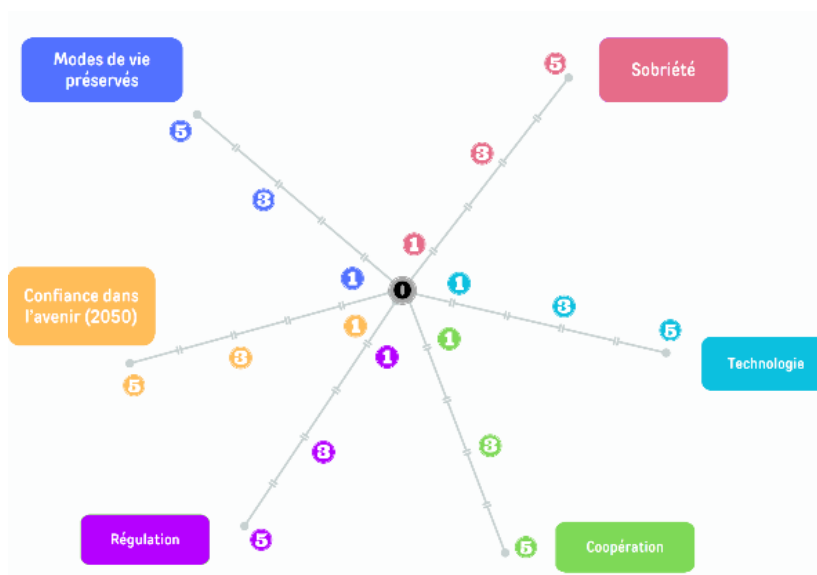 Modes de vie
préservés
Sobriété
5
5
3
3
1
1
0
1
3
5
Confiance dans
l'avenir (2050)
1
3
5
1
1
Technologie
3
3
5
5
Régulation
Coopération